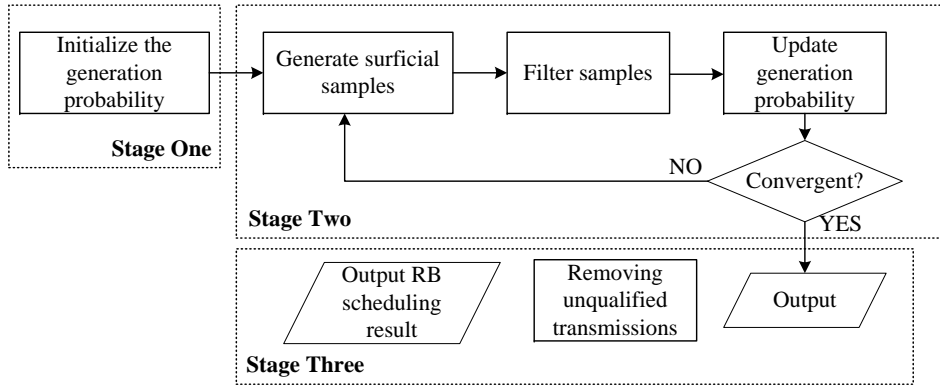 Initialize the
generation
probability
Stage One
Generate surficial
samples
Filter samples
Update
generation
probability
Convergent?
NO
YES
Stage Two
Output RB
scheduling
result
Removing
unqualified
transmissions
Output
Stage Three